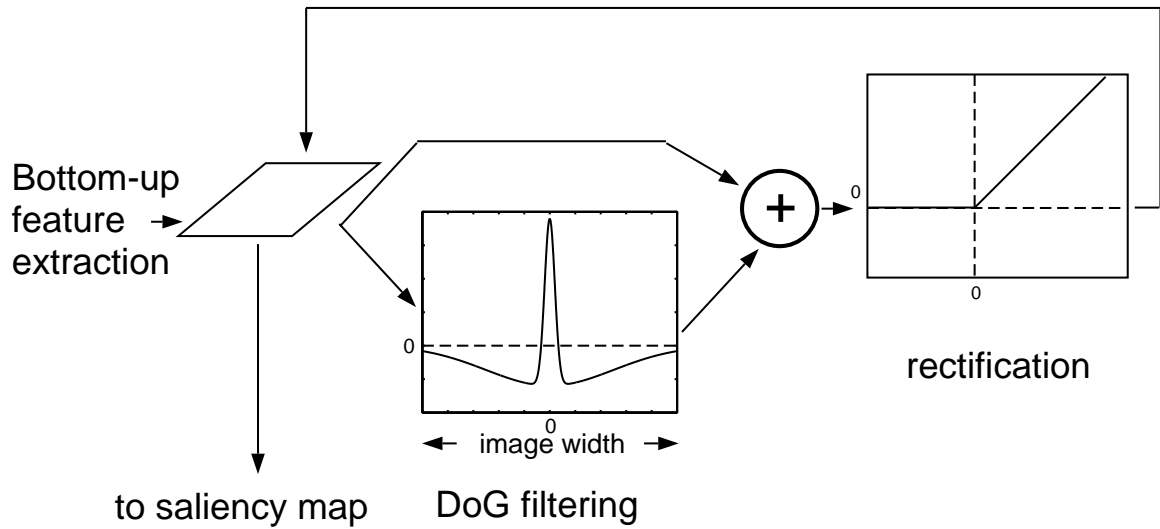 Bottom-up
feature
extraction
+
0
0
rectification
0
0
image width
to saliency map
DoG filtering